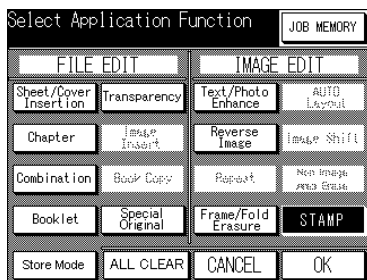 Select Application Function
JOB MEMORY
FILE EDIT
IMAGE EDIT
Sheet/Cover
Insertion
Transparency
Text/Photo
Enhance
AUTO
Layout
Chapter
Image
Insert
Reverse
Image
Image Shift
Combination
Book Copy
Repeat
Non Image
Area Erase
Booklet
Special
Original
Frame/Fold
Erasure
STAMP
Store Mode
ALL CLEAR
CANCEL
OK